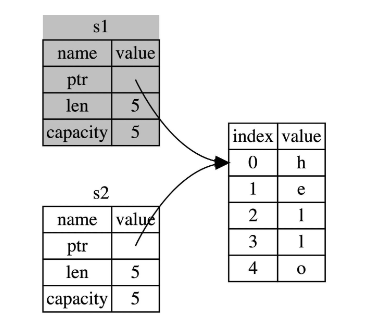 s1
name value
ptr
len 5
capacity 5
s2
name value
ptr
len 5
capacity 5
index value
0 h
1 e
2 l
3 l
4 o